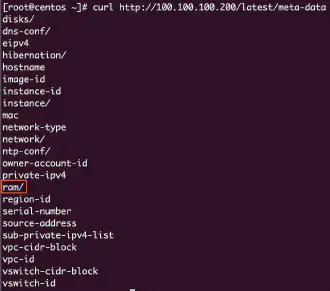 [root@centos ~]# curl http://100.100.100.200/latest/meta-data
disks/
dns-conf/
eipv4
hibernation/
hostname
image-id
instance-id
instance/
mac
network-type
network/
ntp-conf/
owner-account-id
private-ipv4
ram/
region-id
serial-number
source-address
sub-private-ipv4-list
vpc-cidr-block
vpc-id
vswitch-cidr-block
vswitch-id